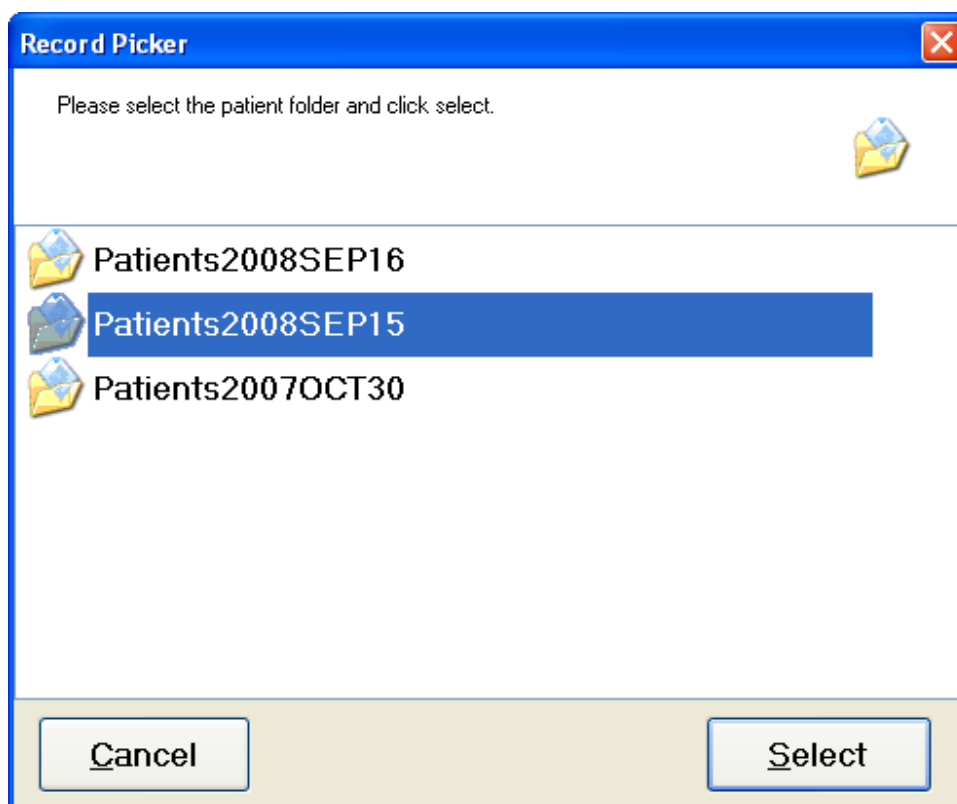 Record Picker
Please select the patient folder and click select.
Patients2008SEP16
Patients2008SEP15
Patients2007OCT30
Cancel
Select